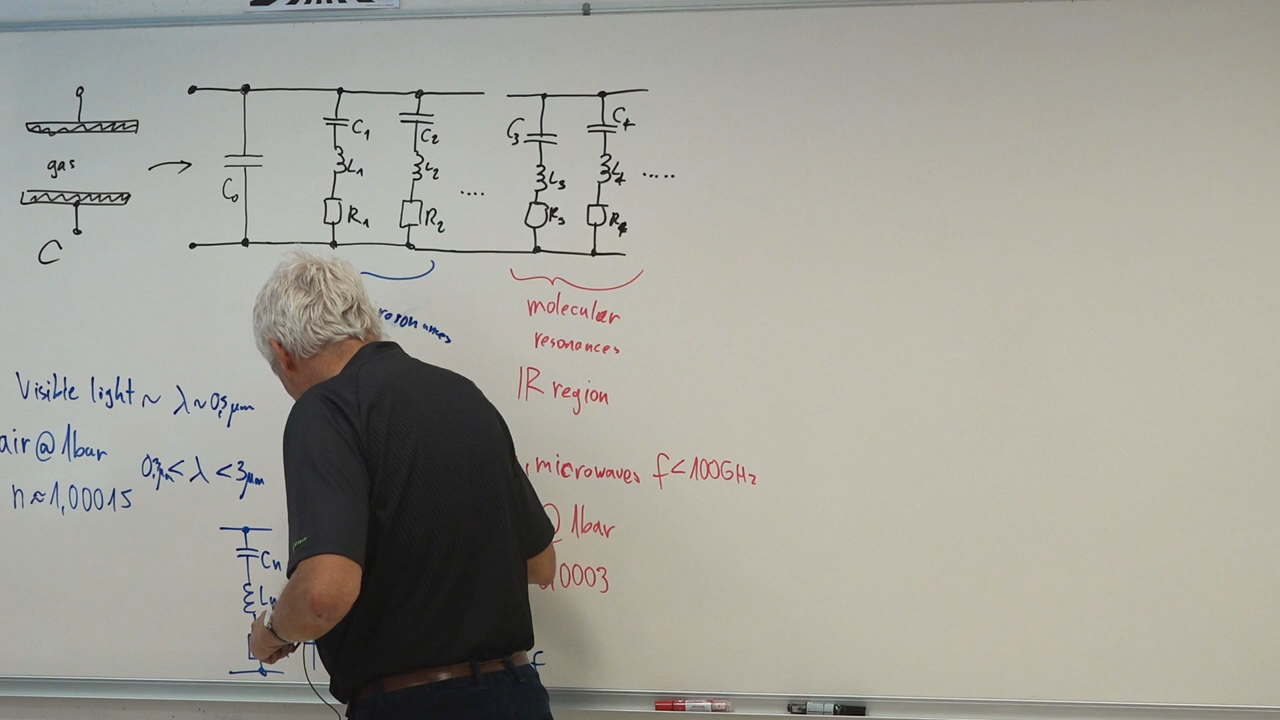 gas
C
C₀
C₁
L₁
R₁
C₂
L₂
R₂
....
C₃
L₃
R₃
C₄
L₄
R₄
.....
resonances
molecular
resonances
IR region
Visible light ~ λ~0,5μm
air@1bar
0,3μm<λ<3μm
n≈1,00015
microwaves f<100GHz
1bar
0003
Cn
f